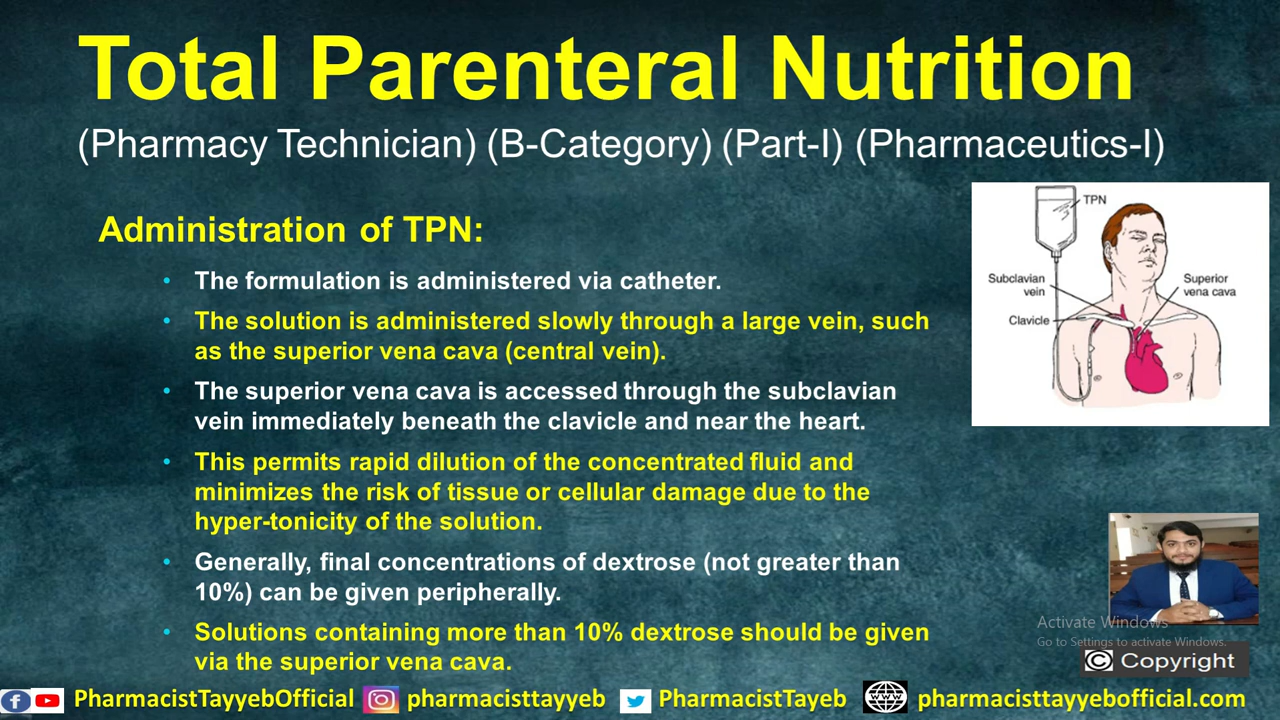 Total Parenteral Nutrition
(Pharmacy Technician) (B-Category) (Part-I) (Pharmaceutics-I)
Administration of TPN:
• The formulation is administered via catheter.
• The solution is administered slowly through a large vein, such
as the superior vena cava (central vein).
• The superior vena cava is accessed through the subclavian
vein immediately beneath the clavicle and near the heart.
• This permits rapid dilution of the concentrated fluid and
minimizes the risk of tissue or cellular damage due to the
hyper-tonicity of the solution.
• Generally, final concentrations of dextrose (not greater than
10%) can be given peripherally.
• Solutions containing more than 10% dextrose should be given
via the superior vena cava.
TPN
Subclavian
vein
Superior
vena cava
Clavicle
Activate Windows
Go to Settings to activate Windows.
C Copyright
f PharmacistTayyebOfficial pharmacisttayyeb PharmacistTayeb WWW pharmacisttayyebofficial.com